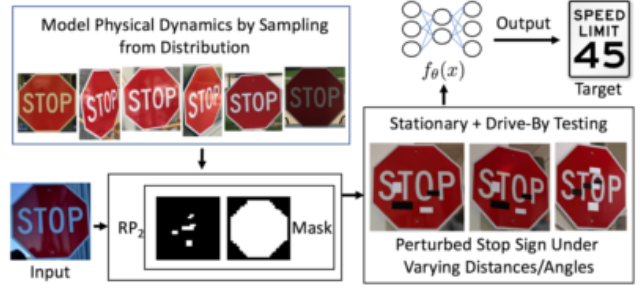 Model Physical Dynamics by Sampling
from Distribution
STOP STOP STOP STOP STOP STOP
STOP
Input
RP₂
Mask
Stationary + Drive-By Testing
STOP STOP STOP
Perturbed Stop Sign Under
Varying Distances/Angles
fθ(x)
Output
SPEED
LIMIT
45
Target